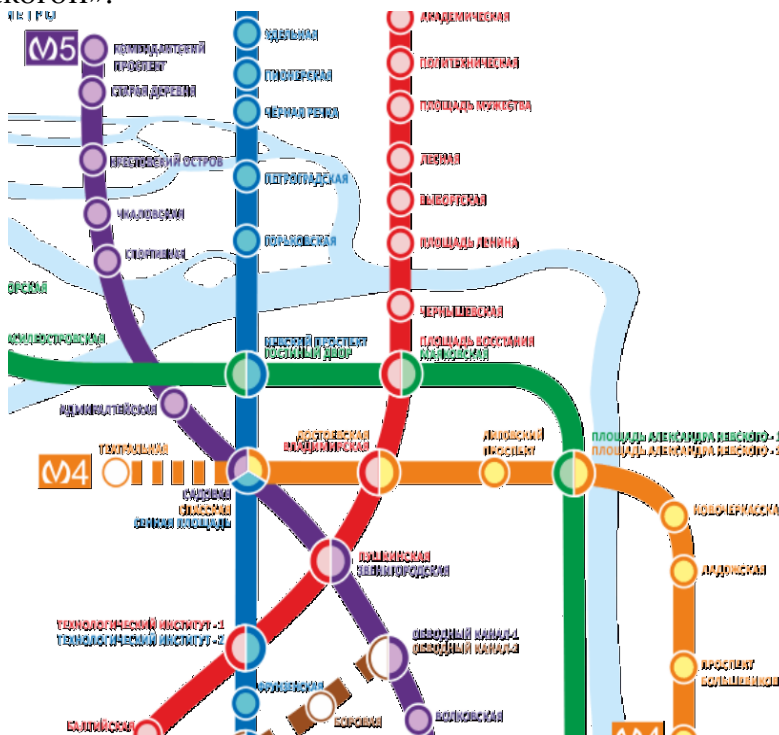 М5
КОМЕНДАНТСКИЙ
ПРОСПЕКТ
СТАРАЯ ДЕРЕВНЯ
КРЕСТОВСКИЙ ОСТРОВ
ЧКАЛОВСКАЯ
СПОРТИВНАЯ
АДМИРАЛТЕЙСКАЯ
УДЕЛЬНАЯ
ПИОНЕРСКАЯ
ЧЁРНАЯ РЕЧКА
ПЕТРОГРАДСКАЯ
ГОРЬКОВСКАЯ
НЕВСКИЙ ПРОСПЕКТ
ГОСТИНЫЙ ДВОР
АКАДЕМИЧЕСКАЯ
ПОЛИТЕХНИЧЕСКАЯ
ПЛОЩАДЬ МУЖЕСТВА
ЛЕСНАЯ
ВЫБОРГСКАЯ
ПЛОЩАДЬ ЛЕНИНА
ЧЕРНЫШЕВСКАЯ
ПЛОЩАДЬ ВОССТАНИЯ
МАЯКОВСКАЯ
ОРСКАЯ
АСИЛЕОСТРОВСКАЯ
М4
ТЕАТРАЛЬНАЯ
САДОВАЯ
СПАССКАЯ
СЕННАЯ ПЛОЩАДЬ
ДОСТОЕВСКАЯ
ВЛАДИМИРСКАЯ
ЛИГОВСКИЙ
ПРОСПЕКТ
ПЛОЩАДЬ АЛЕКСАНДРА НЕВСКОГО - 1
ПЛОЩАДЬ АЛЕКСАНДРА НЕВСКОГО - 2
НОВОЧЕРКАССКА
ЛАДОЖСКАЯ
ПРОСПЕКТ
БОЛЬШЕВИКОВ
ПУШКИНСКАЯ
ЗВЕНИГОРОДСКАЯ
ТЕХНОЛОГИЧЕСКИЙ ИНСТИТУТ - 1
ТЕХНОЛОГИЧЕСКИЙ ИНСТИТУТ - 2
ОБВОДНЫЙ КАНАЛ-1
ОБВОДНЫЙ КАНАЛ-2
ФРУНЗЕНСКАЯ
БОРОВАЯ
ВОЛКОВСКАЯ
БАЛТИЙСКАЯ